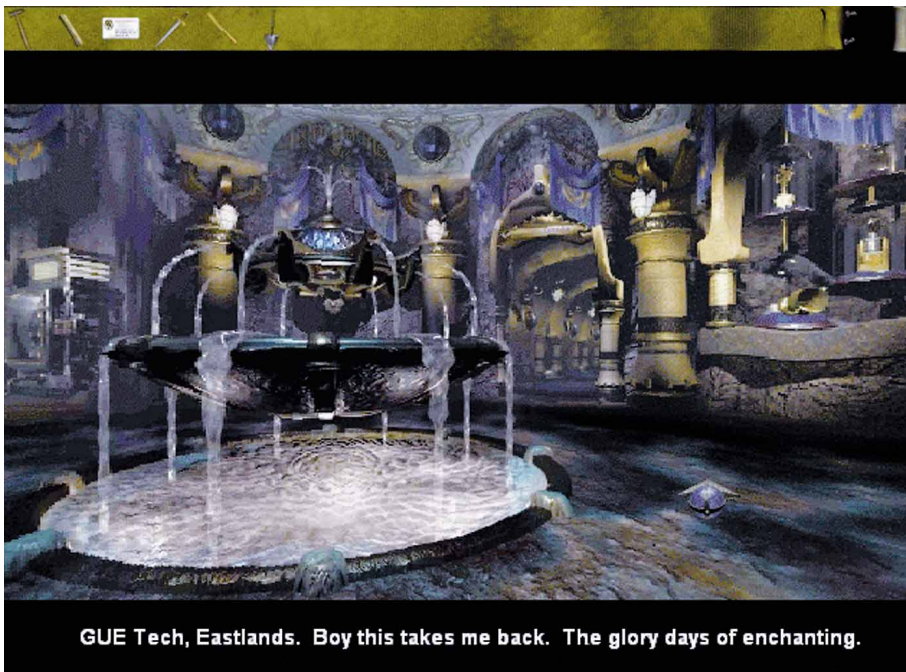 GUE Tech, Eastlands.  Boy this takes me back.  The glory days of enchanting.